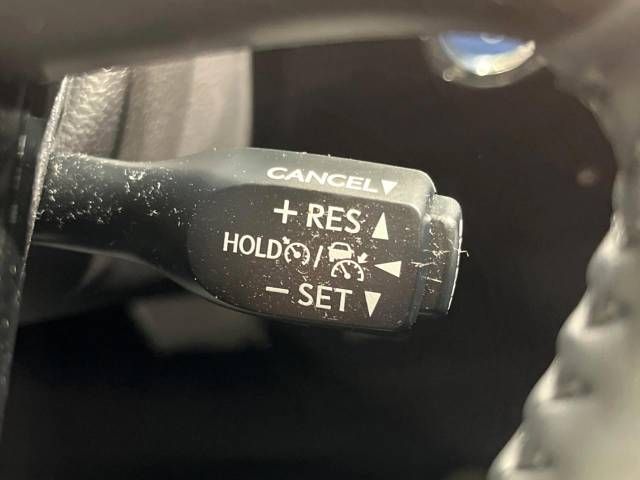 CANCEL▼
+ RES ▲
HOLD / ◀
− SET ▼